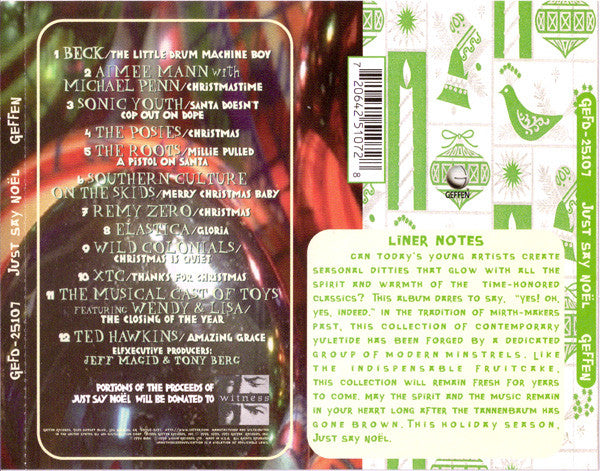 GEFD-25107 JUST SAY NOËL GEFFEN
1 BECK/THE LITTLE DRUM MACHINE BOY
2 AIMEE MANN with
MICHAEL PENN/CHRISTMASTIME
3 SONIC YOUTH/SANTA DOESN'T
COP OUT ON DOPE
4 THE POSIES/CHRISTMAS
5 THE ROOTS/MILLIE PULLED
A PISTOL ON SANTA
6 SOUTHERN CULTURE
ON THE SKIDS/MERRY CHRISTMAS BABY
7 REMY ZERO/CHRISTMAS
8 ELASTICA/GLORIA
9 WILD COLONIALS/
CHRISTMAS IS QUIET
10 XTC/THANKS FOR CHRISTMAS
11 THE MUSICAL CAST OF TOYS
FEATURING WENDY & LISA/
THE CLOSING OF THE YEAR
12 TED HAWKINS/AMAZING GRACE
ELFXECUTIVE PRODUCERS:
JEFF MAGID & TONY BERG
PORTIONS OF THE PROCEEDS OF
JUST SAY NOËL WILL BE DONATED TO
witness
7 20642 51072 8
GEFFEN
LINER NOTES
CAN TODAY'S YOUNG ARTISTS CREATE
SEASONAL DITTIES THAT GLOW WITH ALL THE
SPIRIT AND WARMTH OF THE TIME-HONORED
CLASSICS? THIS ALBUM DARES TO SAY, "YES! OH,
YES, INDEED." IN THE TRADITION OF MIRTH-MAKERS
PAST, THIS COLLECTION OF CONTEMPORARY
YULETIDE HAS BEEN FORGED BY A DEDICATED
GROUP OF MODERN MINSTRELS. LIKE
THE INDISPENSABLE FRUITCAKE,
THIS COLLECTION WILL REMAIN FRESH FOR YEARS
TO COME. MAY THE SPIRIT AND THE MUSIC REMAIN
IN YOUR HEART LONG AFTER THE TANNENBAUM HAS
GONE BROWN. THIS HOLIDAY SEASON,
JUST SAY NOËL.
GEFD-25107 JUST SAY NOËL GEFFEN